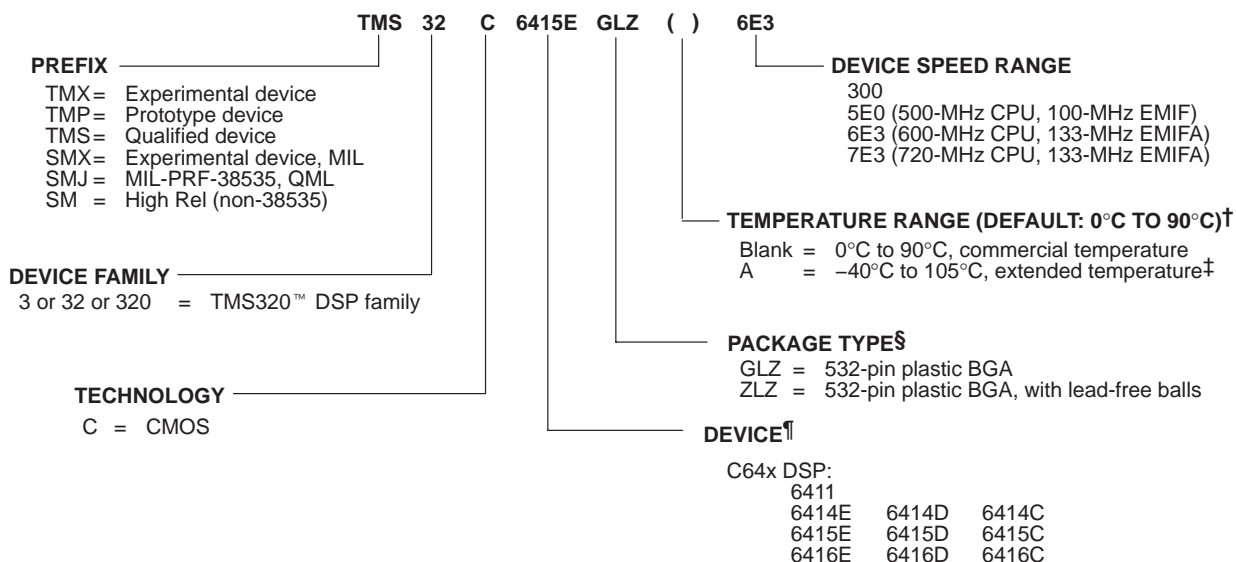 TMS 32 C 6415E GLZ ( ) 6E3
PREFIX
TMX= Experimental device
TMP= Prototype device
TMS= Qualified device
SMX= Experimental device, MIL
SMJ = MIL-PRF-38535, QML
SM = High Rel (non-38535)
DEVICE SPEED RANGE
300
5E0 (500-MHz CPU, 100-MHz EMIF)
6E3 (600-MHz CPU, 133-MHz EMIFA)
7E3 (720-MHz CPU, 133-MHz EMIFA)
TEMPERATURE RANGE (DEFAULT: 0°C TO 90°C)†
Blank = 0°C to 90°C, commercial temperature
A = −40°C to 105°C, extended temperature‡
DEVICE FAMILY
3 or 32 or 320 = TMS320™ DSP family
PACKAGE TYPE§
GLZ = 532-pin plastic BGA
ZLZ = 532-pin plastic BGA, with lead-free balls
TECHNOLOGY
C = CMOS
DEVICE¶
C64x DSP:
6411
6414E 6414D 6414C
6415E 6415D 6415C
6416E 6416D 6416C